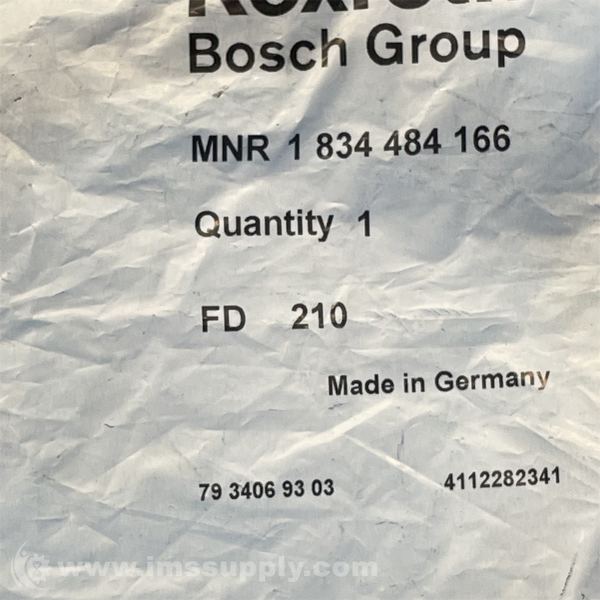 Rexroth
Bosch Group
MNR 1 834 484 166
Quantity 1
FD 210
Made in Germany
79 3406 93 03
4112282341
www.imssupply.com